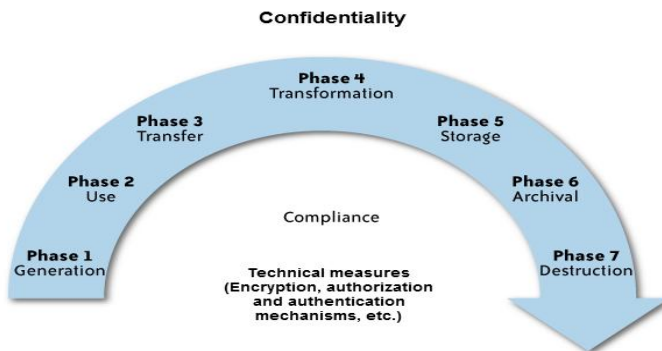 Confidentiality
Phase 1
Generation
Phase 2
Use
Phase 3
Transfer
Phase 4
Transformation
Phase 5
Storage
Phase 6
Archival
Phase 7
Destruction
Compliance
Technical measures
(Encryption, authorization
and authentication
mechanisms, etc.)